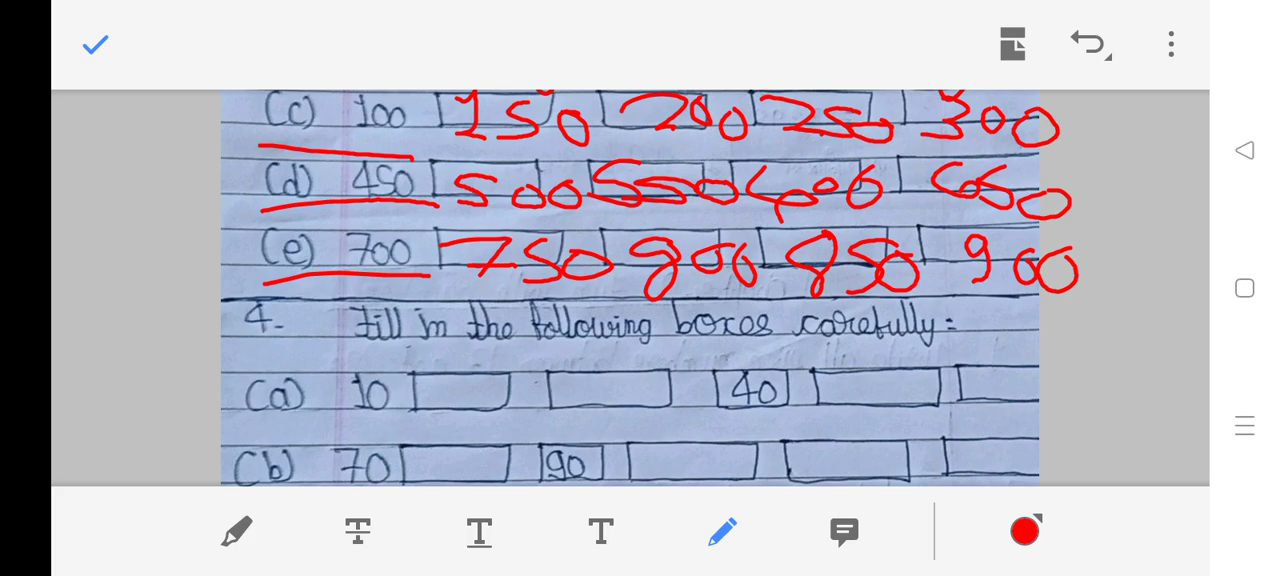 (c) 100 150 200 250 300
(d) 450 500 550 600 650
(e) 700 750 800 850 900
4. Fill in the following boxes carefully:
(a) 10 40
(b) 70 90